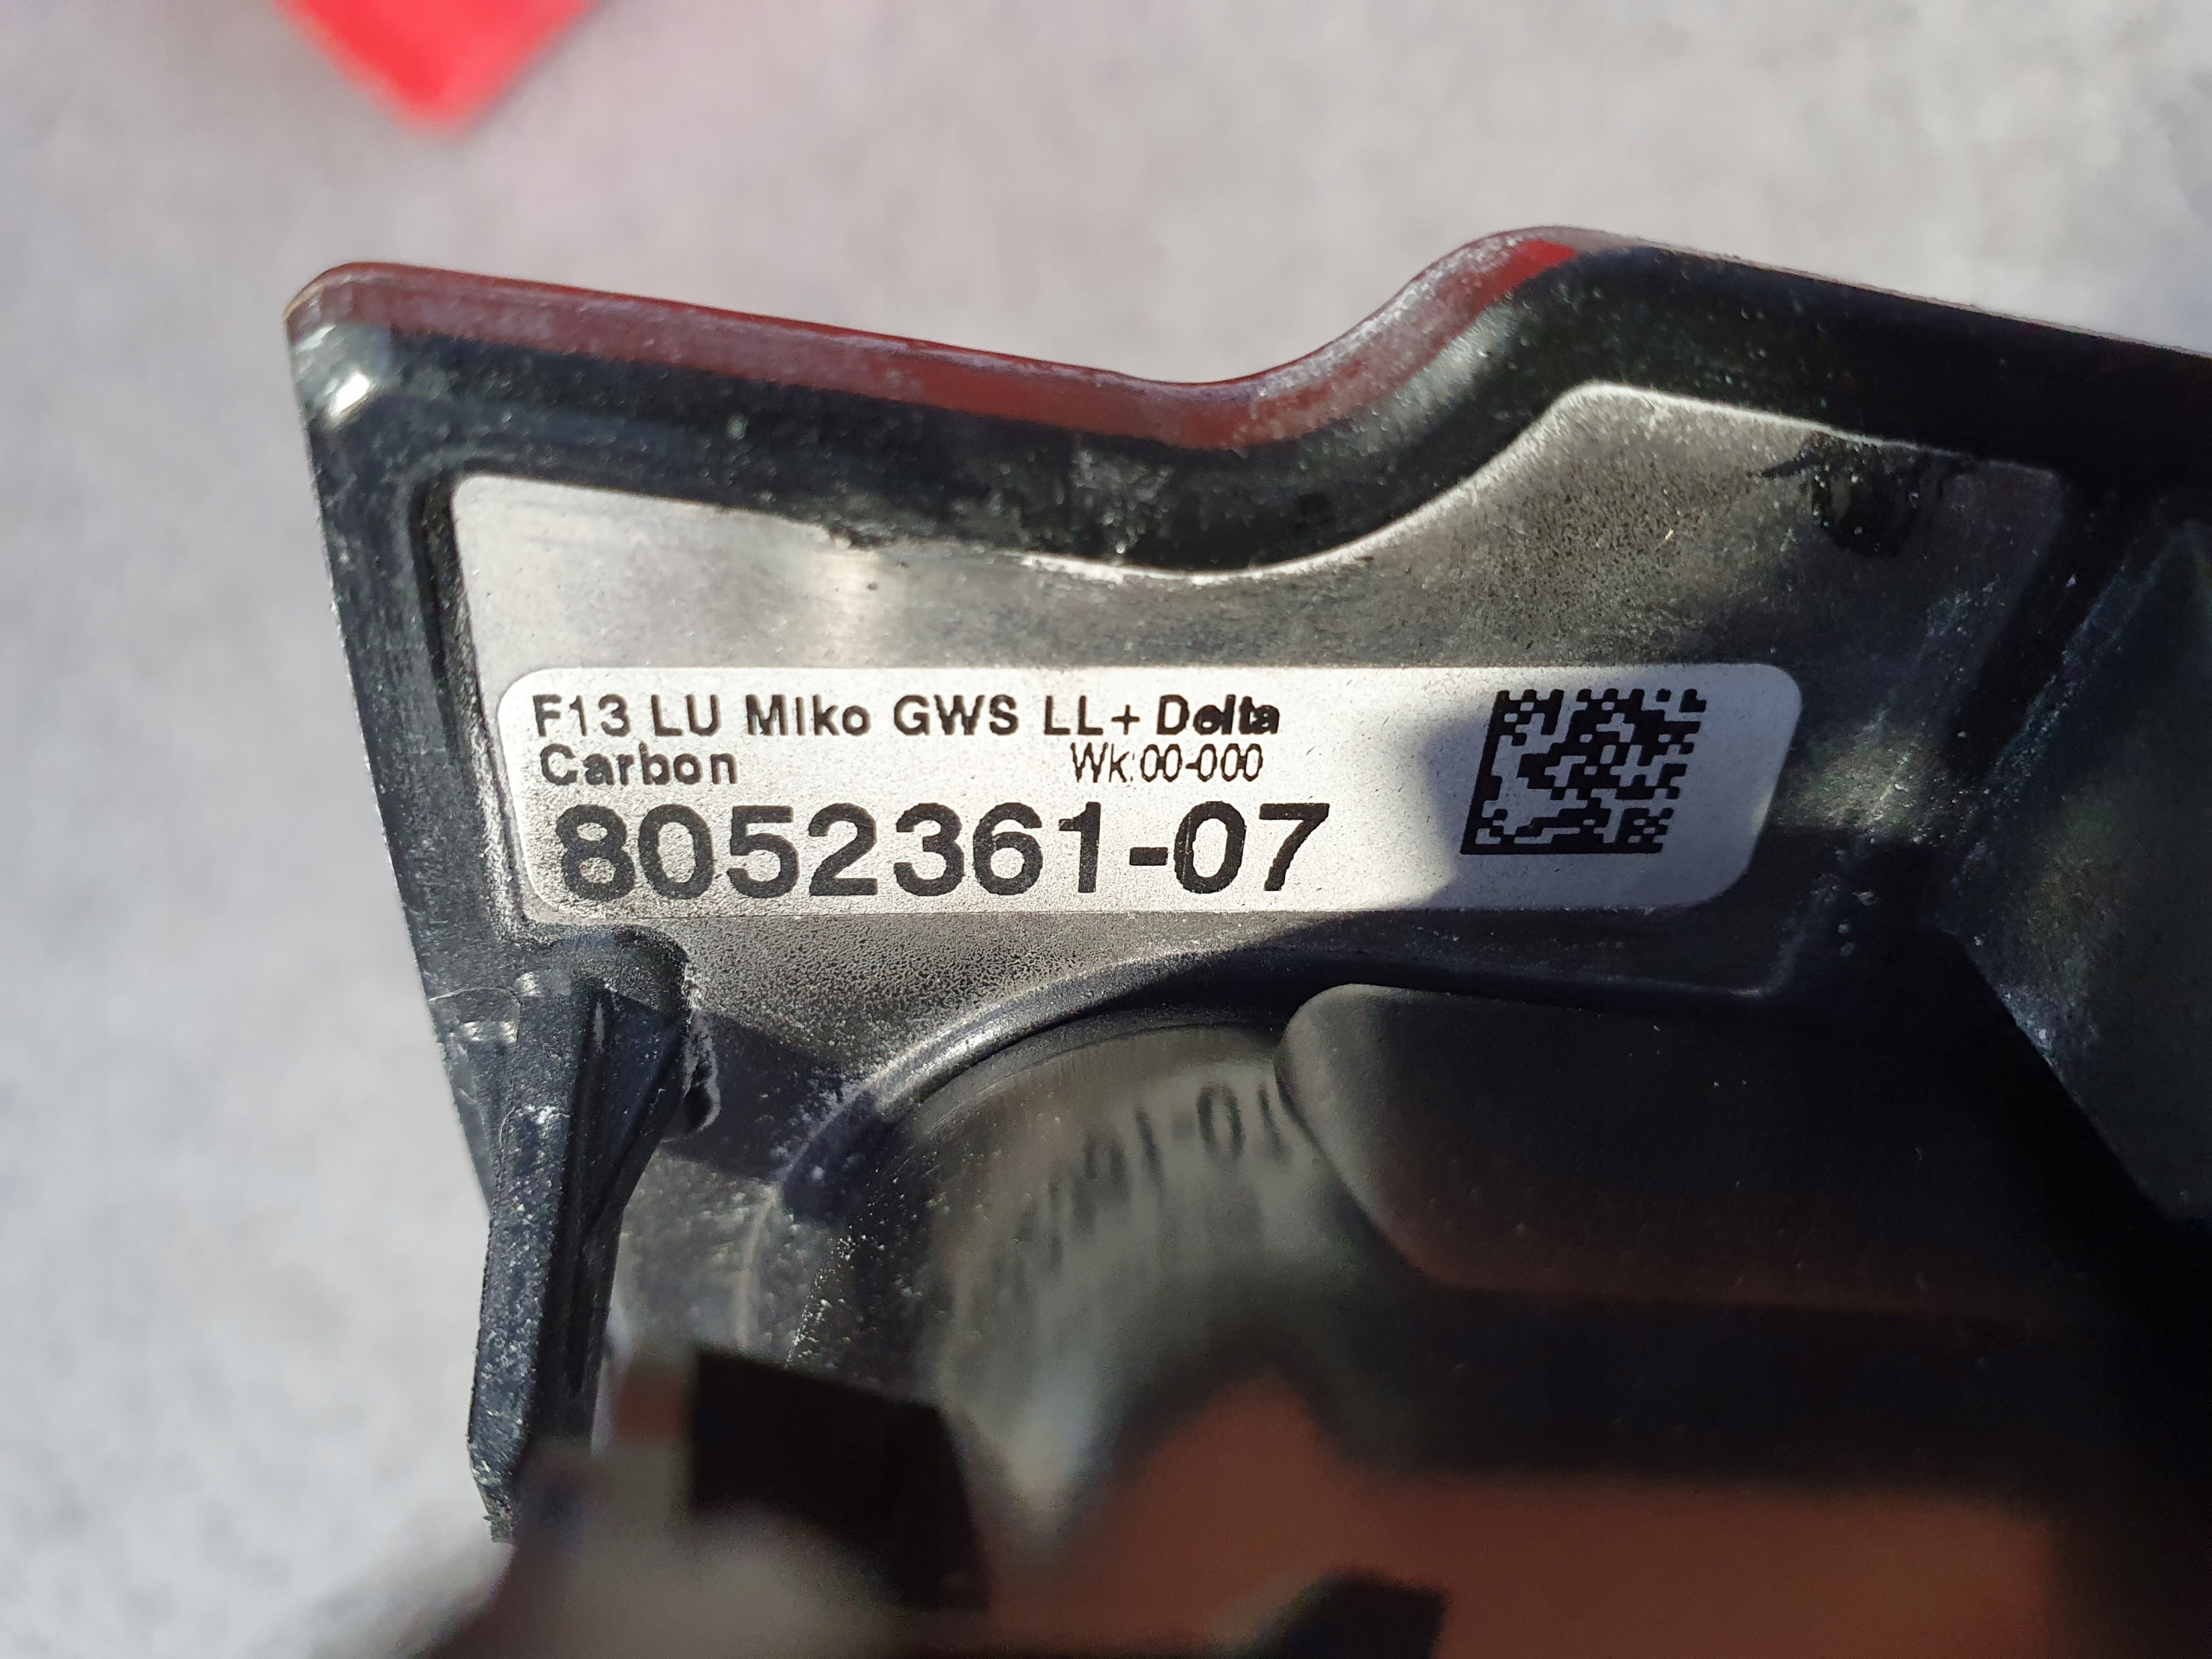 F13 LU Miko GWS LL+ Delta
Carbon Wk:00-000
8052361-07